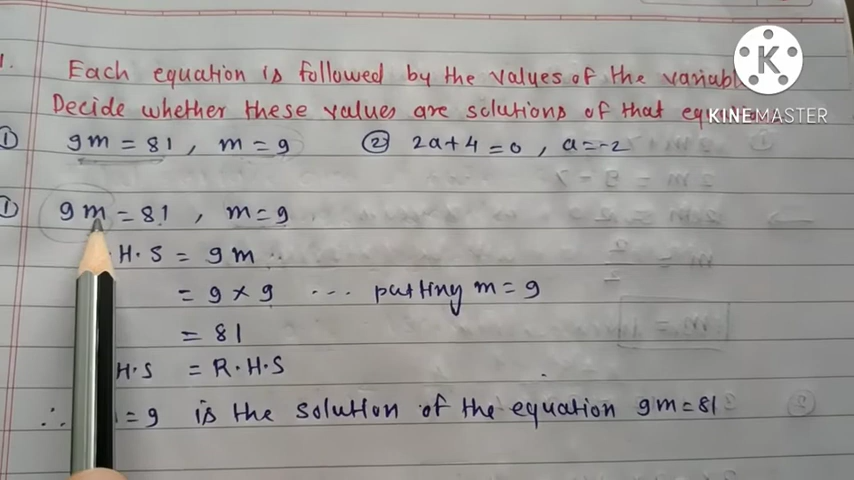 1.
Each equation is followed by the values of the
K
KINEMASTER
Decide whether these values are solutions of that
① 9m = 81, m = 9 ② 2a+4 = 0, a = -2
① 9m = 81, m = 9
H.S = 9m
= 9 × 9 ... putting m = 9
= 81
H.S = R.H.S
∴ = 9 is the solution of the equation 9m = 81